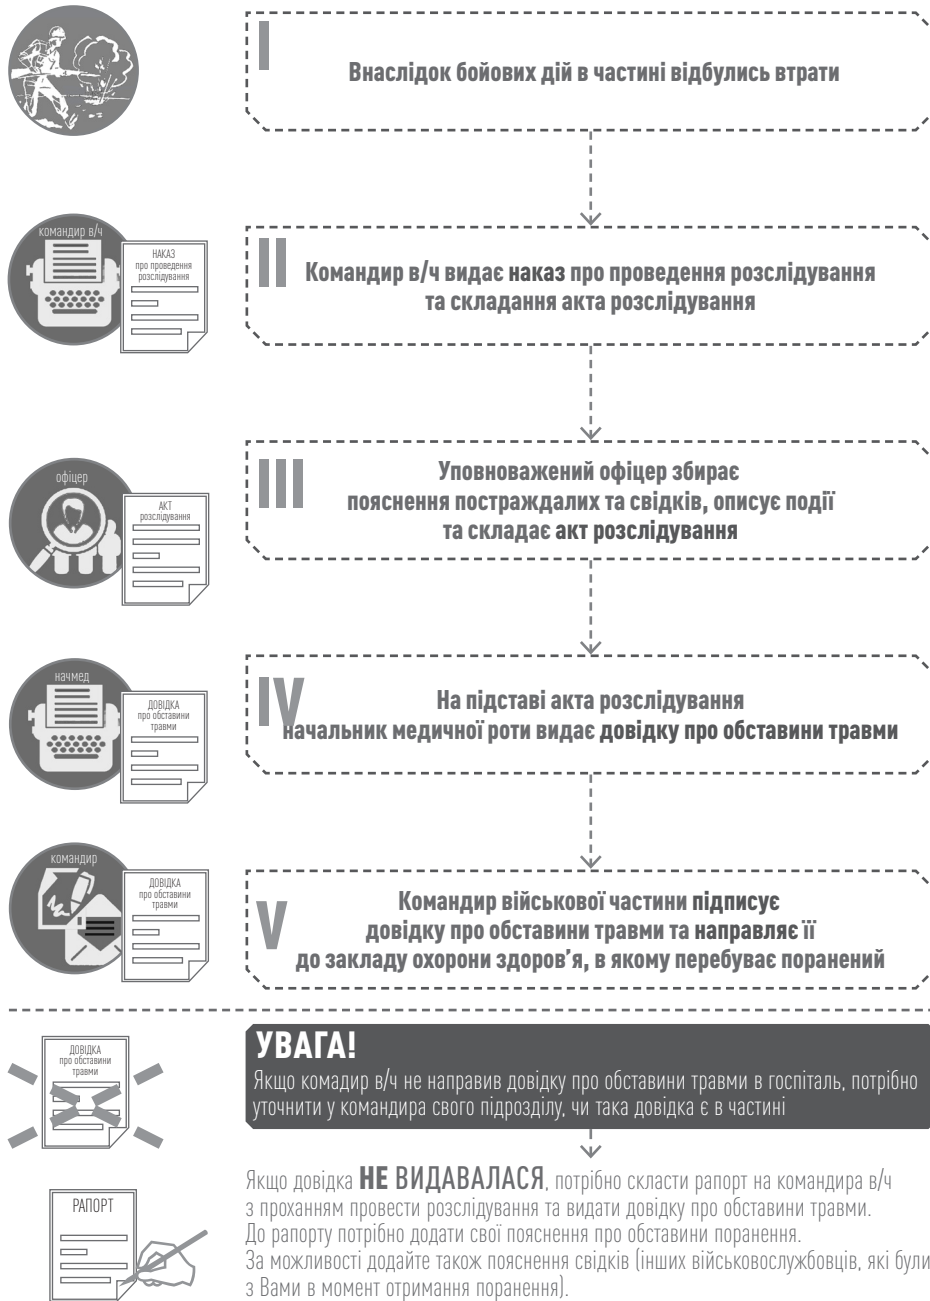 I
Внаслідок бойових дій в частині відбулись втрати
командир в/ч
НАКАЗ
про проведення
розслідування
II
Командир в/ч видає наказ про проведення розслідування
та складання акта розслідування
офіцер
АКТ
розслідування
III
Уповноважений офіцер збирає
пояснення постраждалих та свідків, описує події
та складає акт розслідування
начмед
ДОВІДКА
про обставини
травми
IV
На підставі акта розслідування
начальник медичної роти видає довідку про обставини травми
командир
ДОВІДКА
про обставини
травми
V
Командир військової частини підписує
довідку про обставини травми та направляє її
до закладу охорони здоров’я, в якому перебуває поранений
ДОВІДКА
про обставини
травми
УВАГА!
Якщо комадир в/ч не направив довідку про обставини травми в госпіталь, потрібно
уточнити у командира свого підрозділу, чи така довідка є в частині
РАПОРТ
Якщо довідка НЕ ВИДАВАЛАСЯ, потрібно скласти рапорт на командира в/ч
з проханням провести розслідування та видати довідку про обставини травми.
До рапорту потрібно додати свої пояснення про обставини поранення.
За можливості додайте також пояснення свідків (інших військовослужбовців, які були
з Вами в момент отримання поранення).